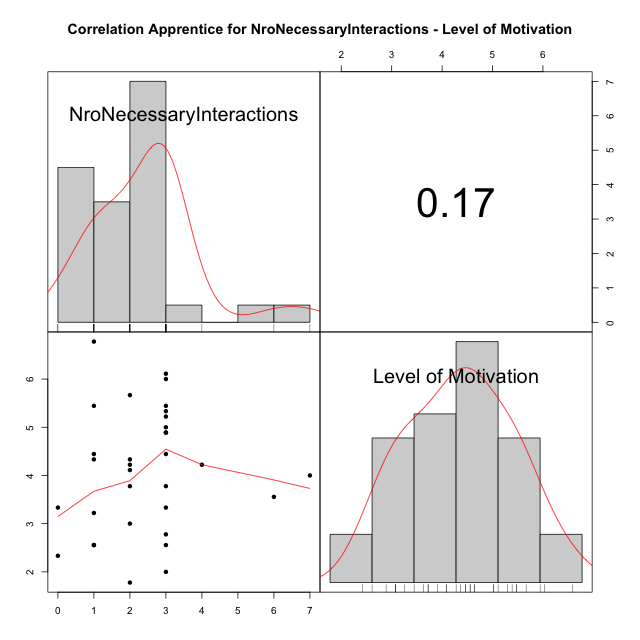 Correlation Apprentice for NroNecessaryInteractions - Level of Motivation
2 3 4 5 6
NroNecessaryInteractions
0.17
7
6
5
4
3
2
1
0
6
5
4
3
2
Level of Motivation
0 1 2 3 4 5 6 7